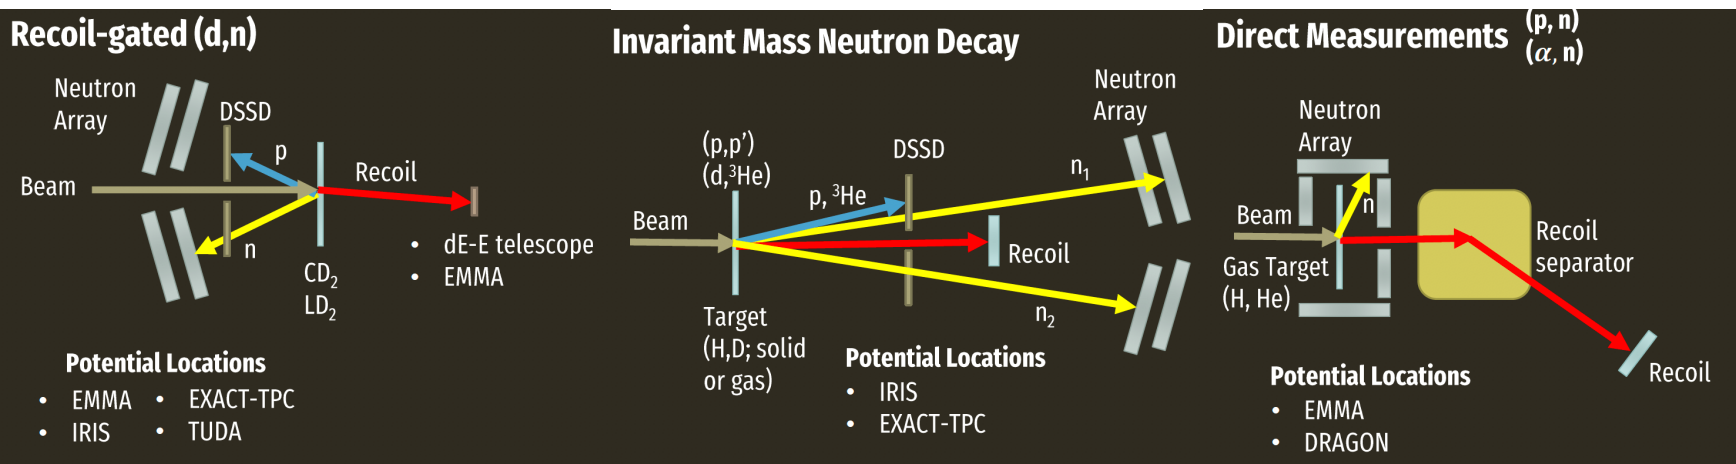 Recoil-gated (d,n)
Neutron
Array
DSSD
p
Beam
Recoil
n
• dE-E telescope
• EMMA
CD₂
LD₂
Potential Locations
• EMMA • EXACT-TPC
• IRIS • TUDA
Invariant Mass Neutron Decay
Neutron
Array
(p,p’)
(d,³He)
DSSD
n₁
p, ³He
Beam
Recoil
n₂
Target
(H,D; solid
or gas)
Potential Locations
• IRIS
• EXACT-TPC
Direct Measurements
(p, n)
(α, n)
Neutron
Array
Beam
n
Gas Target
(H, He)
Recoil
separator
Recoil
Potential Locations
• EMMA
• DRAGON